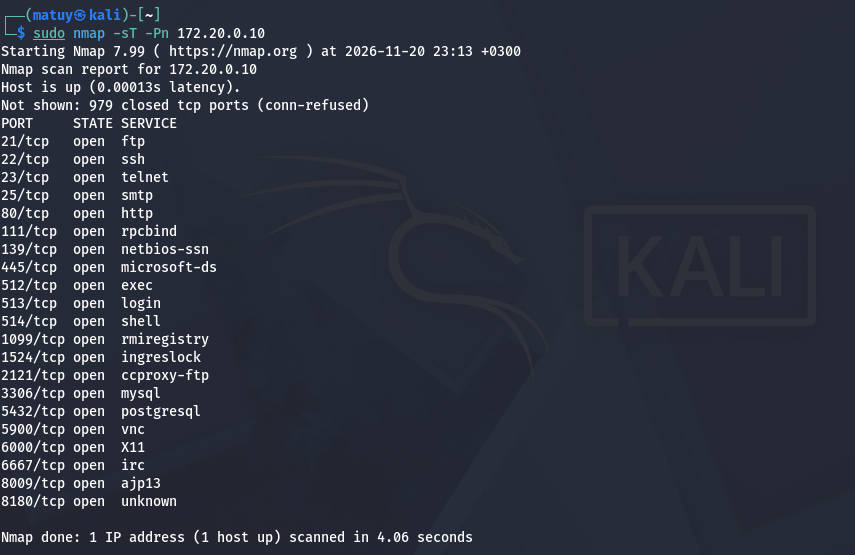 ┌──(matuy㉿kali)-[~]
└─$ sudo nmap -sT -Pn 172.20.0.10
Starting Nmap 7.99 ( https://nmap.org ) at 2026-11-20 23:13 +0300
Nmap scan report for 172.20.0.10
Host is up (0.00013s latency).
Not shown: 979 closed tcp ports (conn-refused)
PORT     STATE SERVICE
21/tcp   open  ftp
22/tcp   open  ssh
23/tcp   open  telnet
25/tcp   open  smtp
80/tcp   open  http
111/tcp  open  rpcbind
139/tcp  open  netbios-ssn
445/tcp  open  microsoft-ds
512/tcp  open  exec
513/tcp  open  login
514/tcp  open  shell
1099/tcp open  rmiregistry
1524/tcp open  ingreslock
2121/tcp open  ccproxy-ftp
3306/tcp open  mysql
5432/tcp open  postgresql
5900/tcp open  vnc
6000/tcp open  X11
6667/tcp open  irc
8009/tcp open  ajp13
8180/tcp open  unknown
Nmap done: 1 IP address (1 host up) scanned in 4.06 seconds
KALI